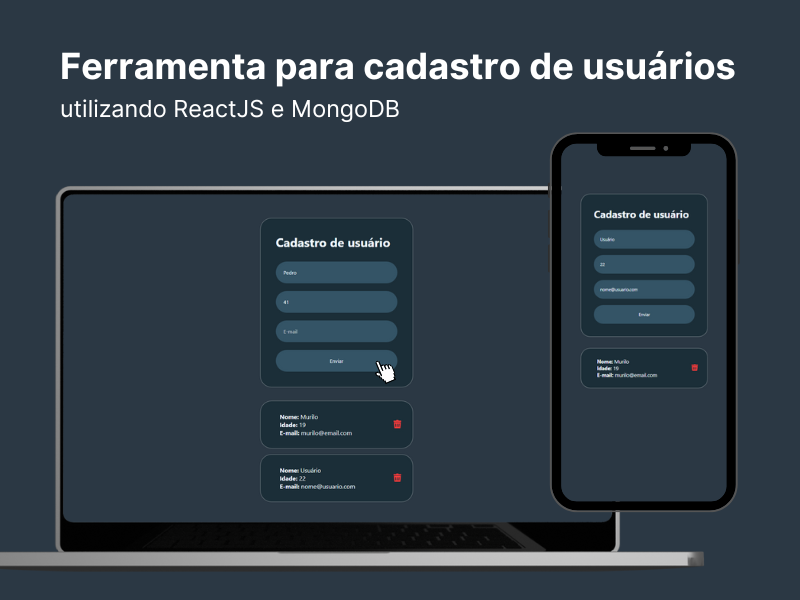 Ferramenta para cadastro de usuários
utilizando ReactJS e MongoDB
Cadastro de usuário
Pedro
41
E-mail
Enviar
Nome: Murilo
Idade: 19
E-mail: murilo@email.com
Nome: Usuário
Idade: 22
E-mail: nome@usuario.com
Cadastro de usuário
Usuário
22
nome@usuario.com
Enviar
Nome: Murilo
Idade: 19
E-mail: murilo@email.com